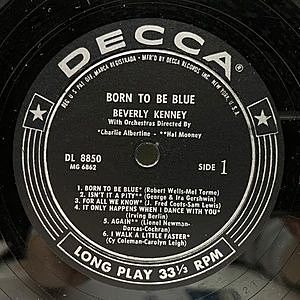 DECCA
REG U.S. PAT. OFF. MARCA REGISTRADA - MF'D BY DECCA RECORDS INC., NEW YORK, U.S.A.
BORN TO BE BLUE
BEVERLY KENNEY
With Orchestras Directed By
*Charlie Albertine - **Hal Mooney
DL 8850
MG 6862
SIDE 1
1. BORN TO BE BLUE* (Robert Wells-Mel Torme)
2. ISN'T IT A PITY** (George & Ira Gershwin)
3. FOR ALL WE KNOW* (J. Fred Coots-Sam Lewis)
4. IT ONLY HAPPENS WHEN I DANCE WITH YOU*
(Irving Berlin)
5. AGAIN** (Lionel Newman-
Dorcas-Cochran)
6. I WALK A LITTLE FASTER*
(Cy Coleman-Carolyn Leigh)
LONG PLAY 33⅓ RPM